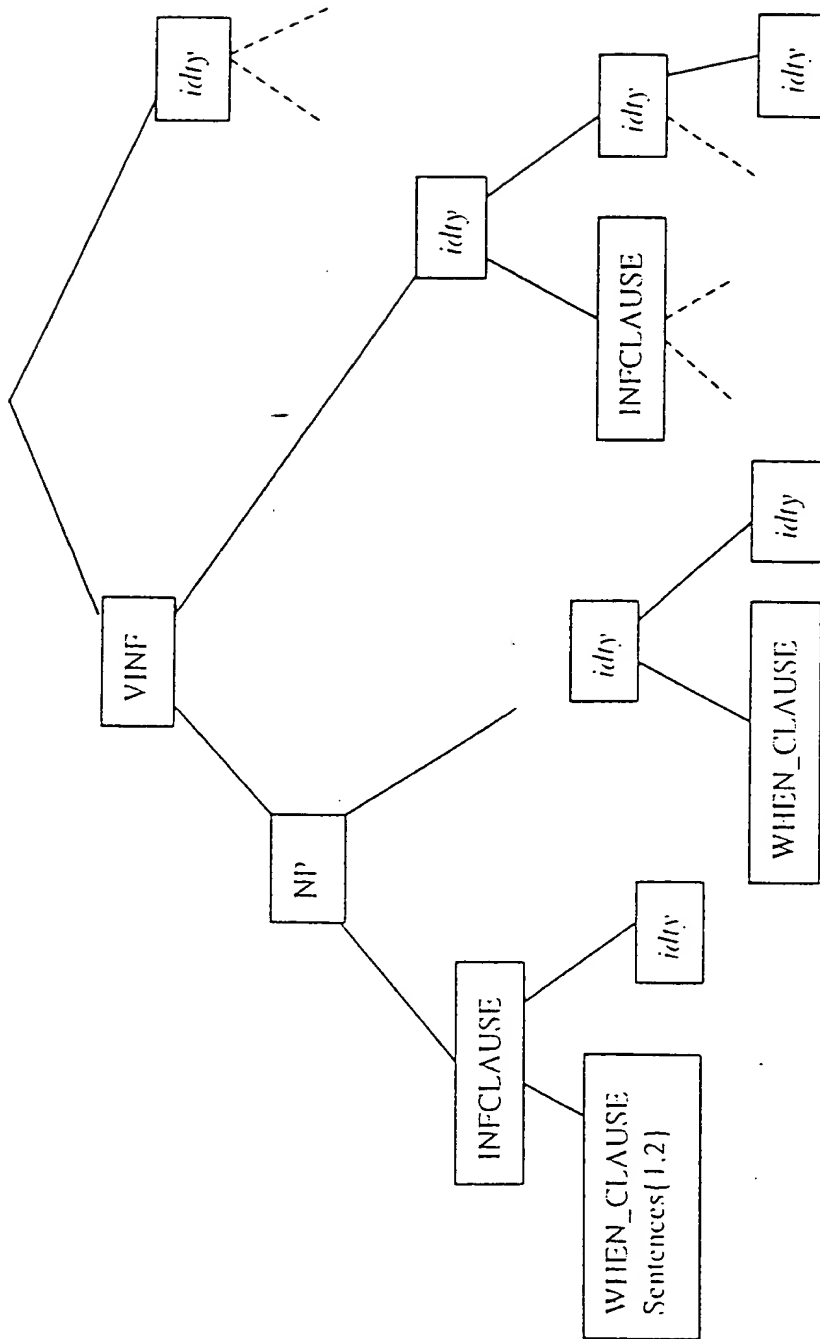 idty
VINF
idty
NP
INFCLAUSE
idty
INFCLAUSE
idty
idty
WHEN_CLAUSE
Sentences{1.2}
WHEN_CLAUSE
idty
idty